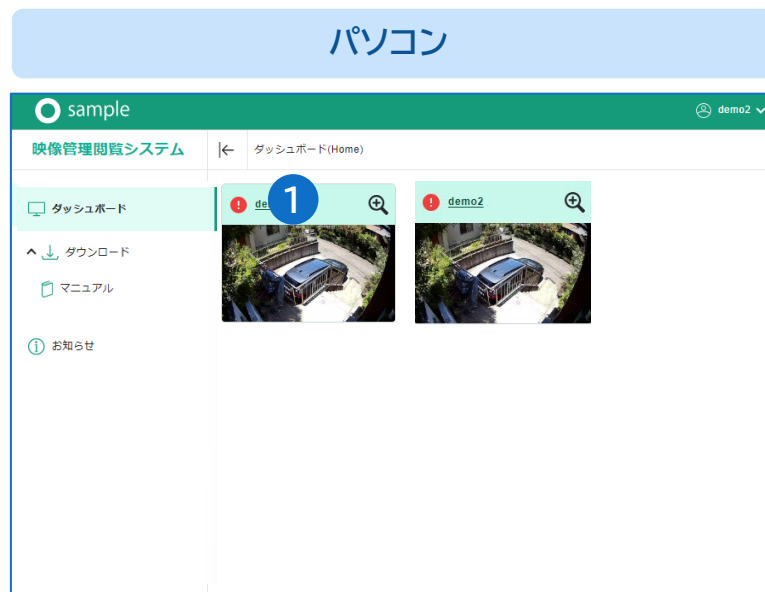 パソコン
sample
demo2
映像管理閲覧システム
ダッシュボード(Home)
ダッシュボード
1
demo2
ダウンロード
マニュアル
お知らせ